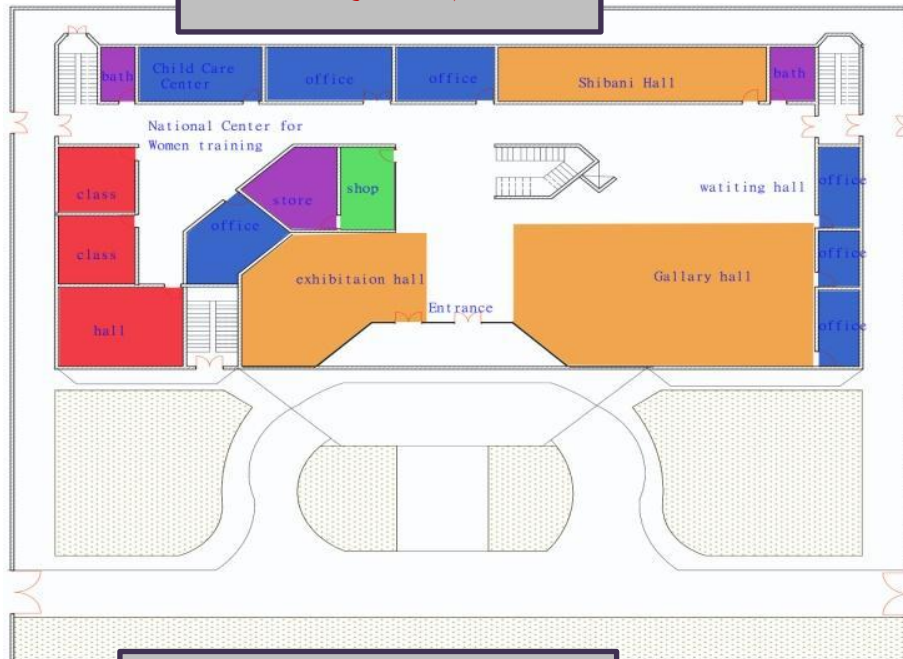 bath
Child Care
Center
office
office
Shibani Hall
bath
National Center for
Women training
class
store
shop
watiting hall
office
office
class
exhibitaion hall
Gallary hall
office
Entrance
hall
office